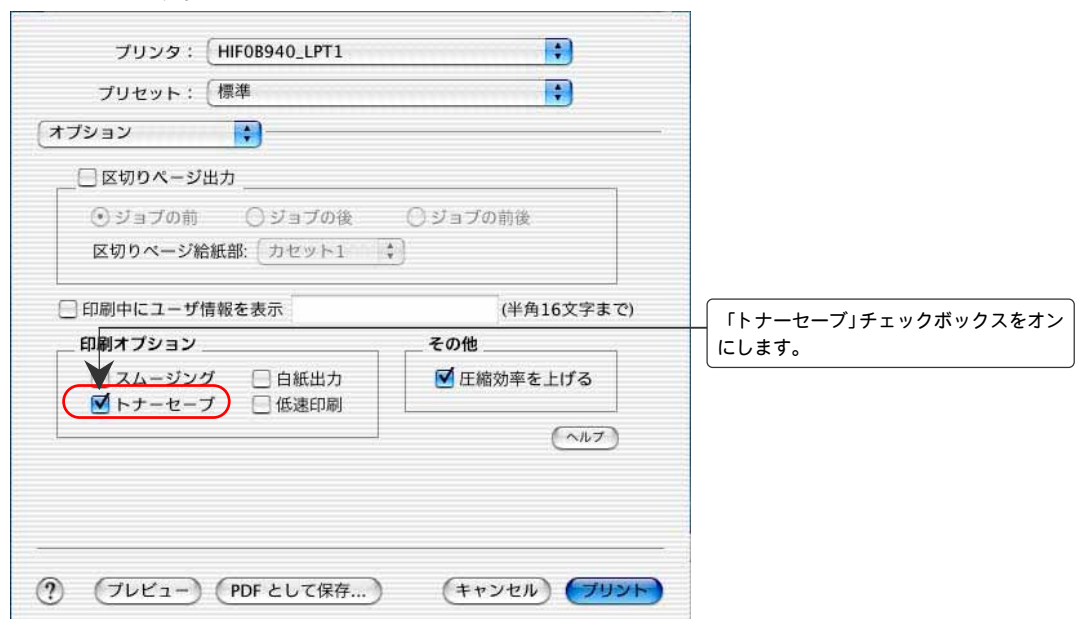 プリンタ： HIF0B940_LPT1
プリセット： 標準
オプション
区切りページ出力
ジョブの前 ジョブの後 ジョブの前後
区切りページ給紙部: カセット1
印刷中にユーザ情報を表示 (半角16文字まで)
印刷オプション
スムージング 白紙出力
トナーセーブ 低速印刷
その他
圧縮効率を上げる
ヘルプ
? プレビュー PDF として保存... キャンセル プリント
「トナーセーブ」チェックボックスをオン
にします。